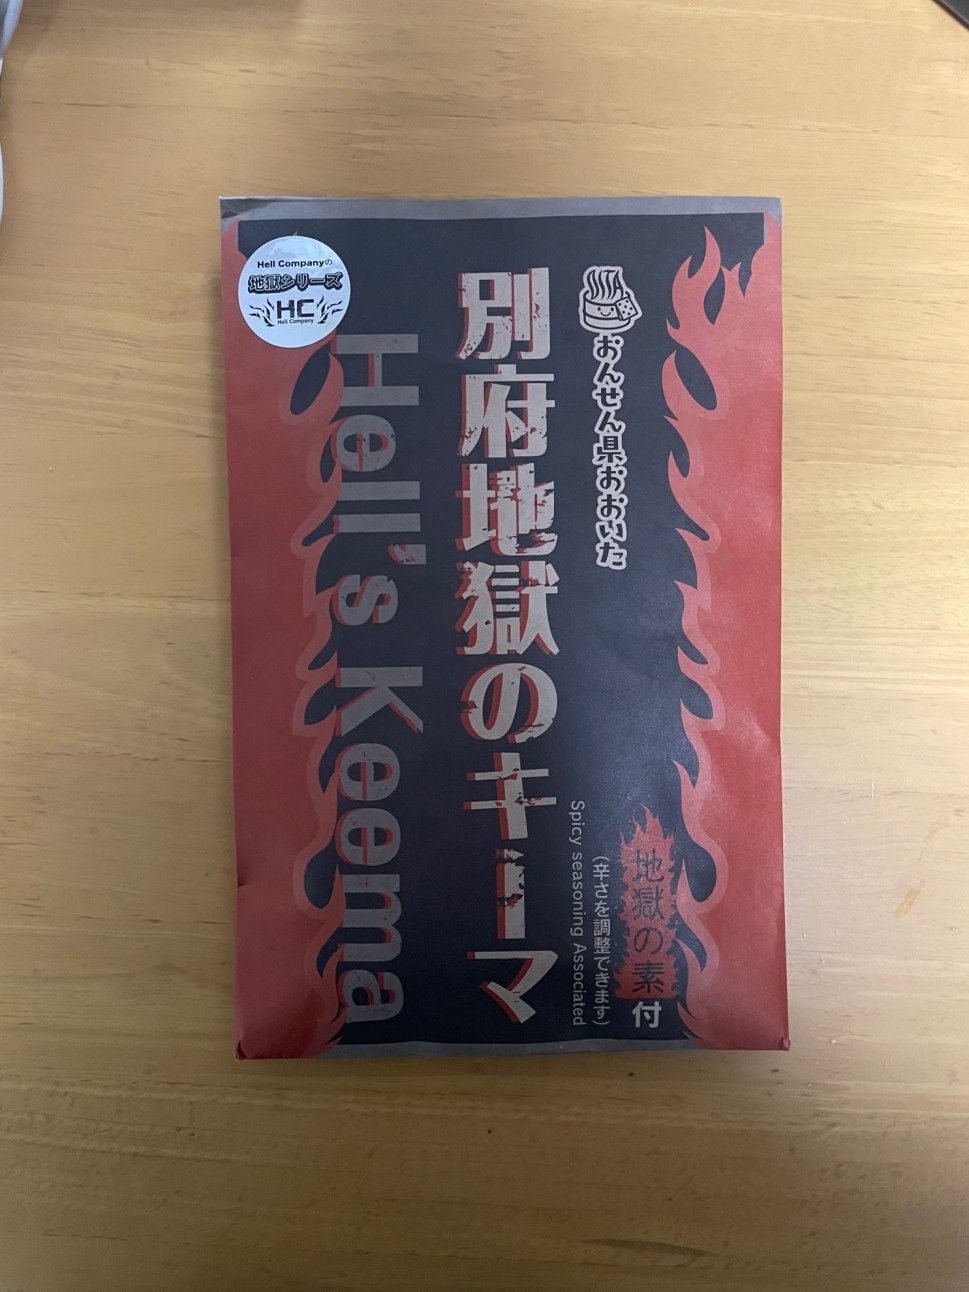 Hell Companyの
地獄シリーズ
HC
Hell Company
おんせん県おおいた
別府地獄のキーマ
Hell's Keema
地獄の素付
(辛さを調整できます)
Spicy seasoning Associated